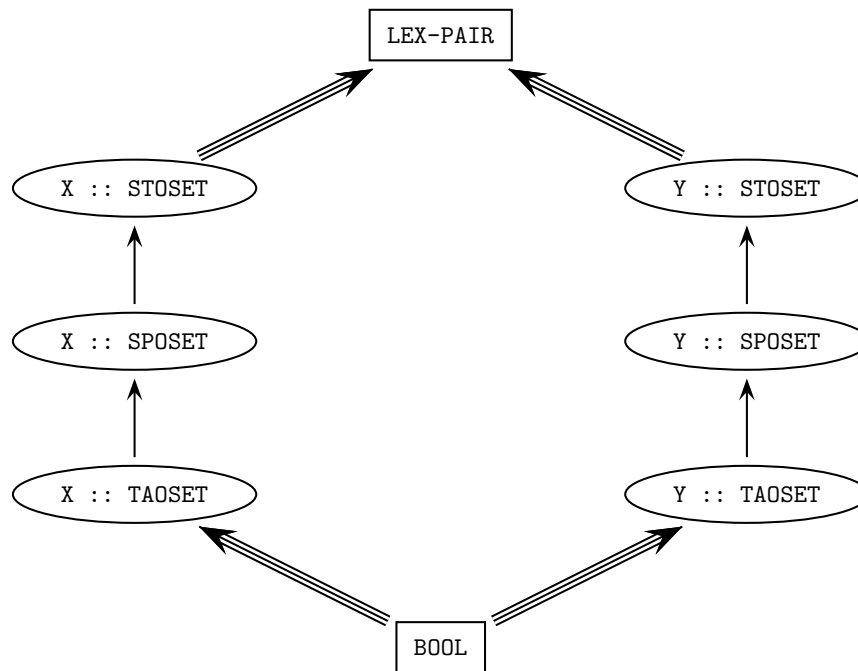 LEX-PAIR
X :: STOSET
Y :: STOSET
X :: SPOSET
Y :: SPOSET
X :: TAOSET
Y :: TAOSET
BOOL